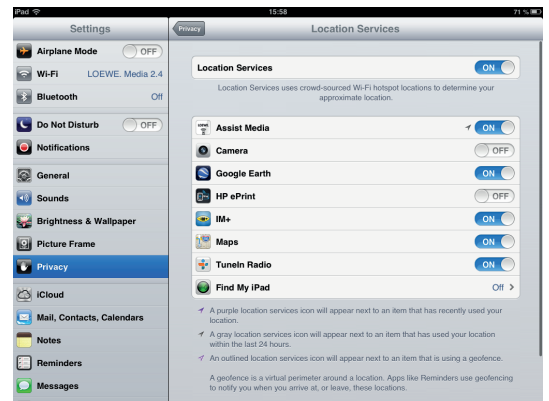 iPad 15:58 71 %
Settings
Privacy Location Services
Airplane Mode OFF
Wi-Fi LOEWE. Media 2.4
Bluetooth Off
Do Not Disturb OFF
Notifications
General
Sounds
Brightness & Wallpaper
Picture Frame
Privacy
iCloud
Mail, Contacts, Calendars
Notes
Reminders
Messages
Location Services ON
Location Services uses crowd-sourced Wi-Fi hotspot locations to determine your
approximate location.
LOEWE.
Assist Media ON
Camera OFF
Google Earth ON
HP ePrint OFF
IM+ ON
Maps ON
TuneIn Radio ON
Find My iPad Off
A purple location services icon will appear next to an item that has recently used your
location.
A gray location services icon will appear next to an item that has used your location
within the last 24 hours.
An outlined location services icon will appear next to an item that is using a geofence.
A geofence is a virtual perimeter around a location. Apps like Reminders use geofencing
to notify you when you arrive at, or leave, these locations.